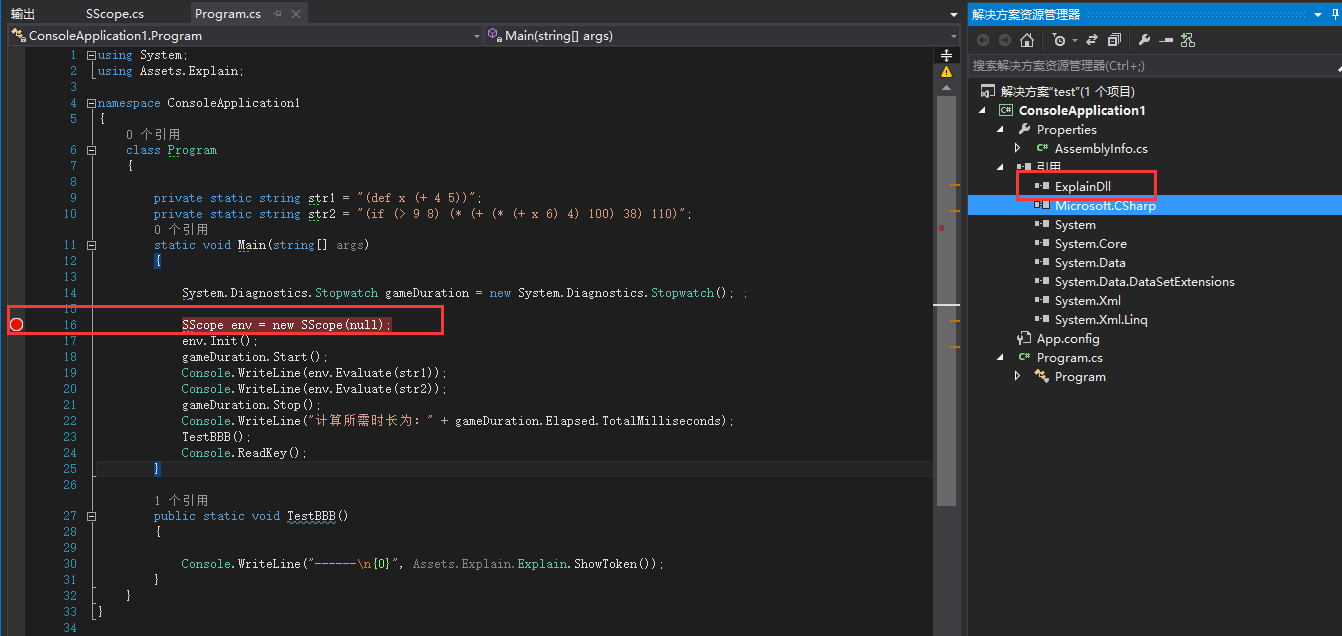 输出 SScope.cs Program.cs
ConsoleApplication1.Program Main(string[] args)
1 using System;
2 using Assets.Explain;
3
4 namespace ConsoleApplication1
5 {
0 个引用
6 class Program
7 {
8
9 private static string str1 = "(def x (+ 4 5))";
10 private static string str2 = "(if (> 9 8) (* (+ (* (+ x 6) 4) 100) 38) 110)";
0 个引用
11 static void Main(string[] args)
12 {
13
14 System.Diagnostics.Stopwatch gameDuration = new System.Diagnostics.Stopwatch(); ;
15
16 SScope env = new SScope(null);
17 env.Init();
18 gameDuration.Start();
19 Console.WriteLine(env.Evaluate(str1));
20 Console.WriteLine(env.Evaluate(str2));
21 gameDuration.Stop();
22 Console.WriteLine("计算所需时长为：" + gameDuration.Elapsed.TotalMilliseconds);
23 TestBBB();
24 Console.ReadKey();
25 }
26
1 个引用
27 public static void TestBBB()
28 {
29
30 Console.WriteLine("------\n{0}", Assets.Explain.Explain.ShowToken());
31 }
32 }
33 }
34
解决方案资源管理器
搜索解决方案资源管理器(Ctrl+;)
解决方案"test"(1 个项目)
ConsoleApplication1
Properties
AssemblyInfo.cs
引用
ExplainDll
Microsoft.CSharp
System
System.Core
System.Data
System.Data.DataSetExtensions
System.Xml
System.Xml.Linq
App.config
Program.cs
Program